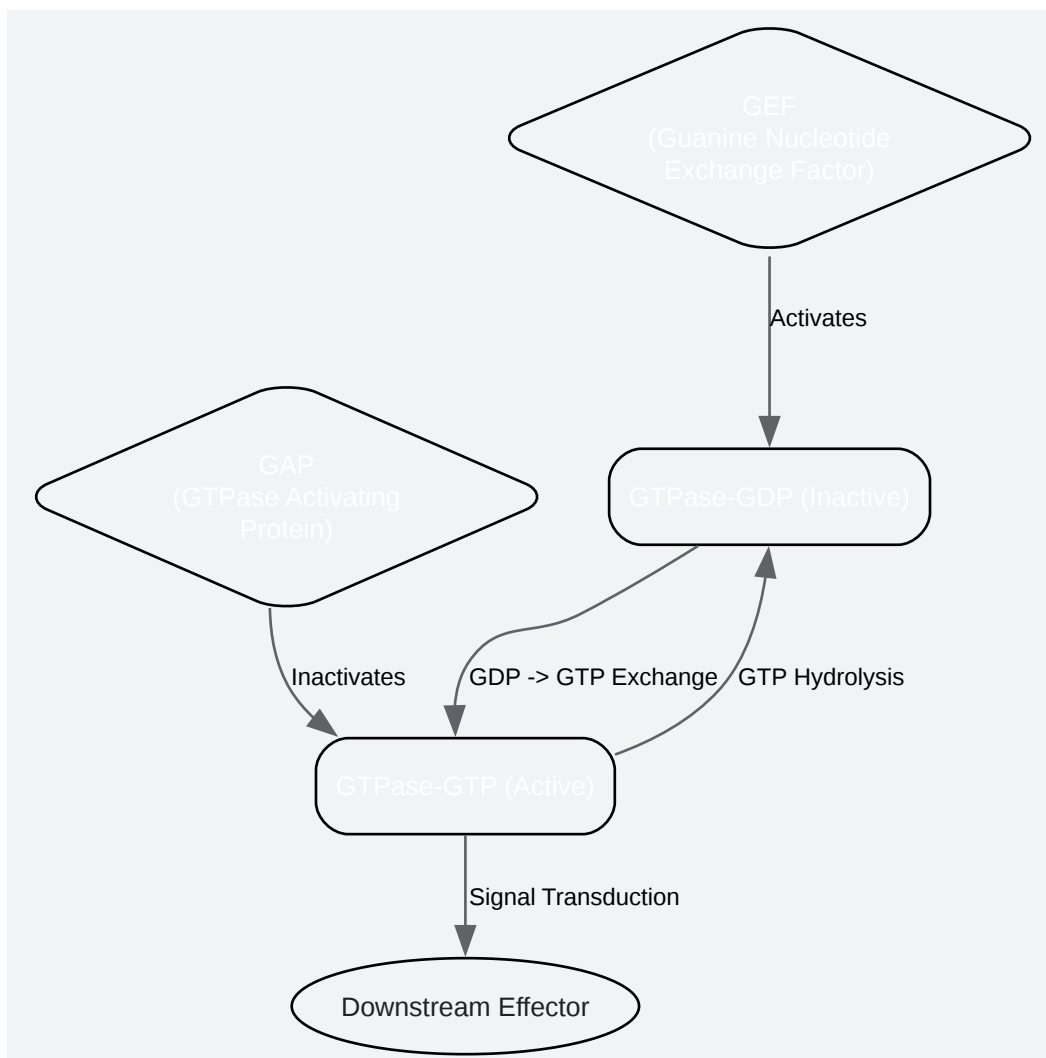 GEF
(Guanine Nucleotide
Exchange Factor)
Activates
GAP
(GTPase Activating
Protein)
GTPase-GDP (Inactive)
Inactivates
GDP -> GTP Exchange
GTP Hydrolysis
GTPase-GTP (Active)
Signal Transduction
Downstream Effector